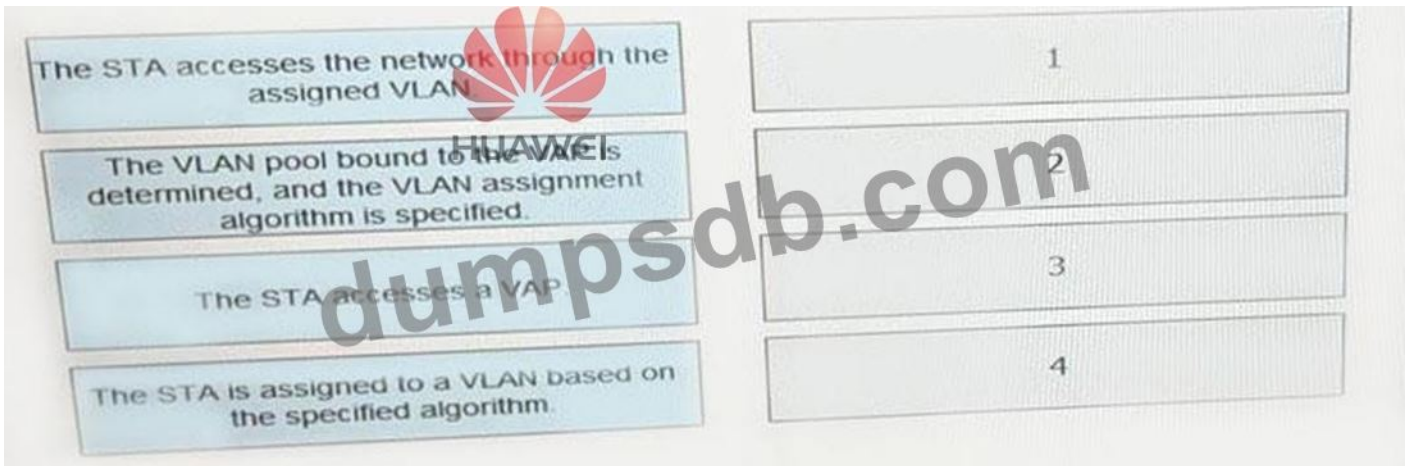 The STA accesses the network through the
assigned VLAN.
1
HUAWEI
The VLAN pool bound to the VAP is
determined, and the VLAN assignment
algorithm is specified.
2
The STA accesses a VAP.
3
dumpsdb.com
The STA is assigned to a VLAN based on
the specified algorithm.
4